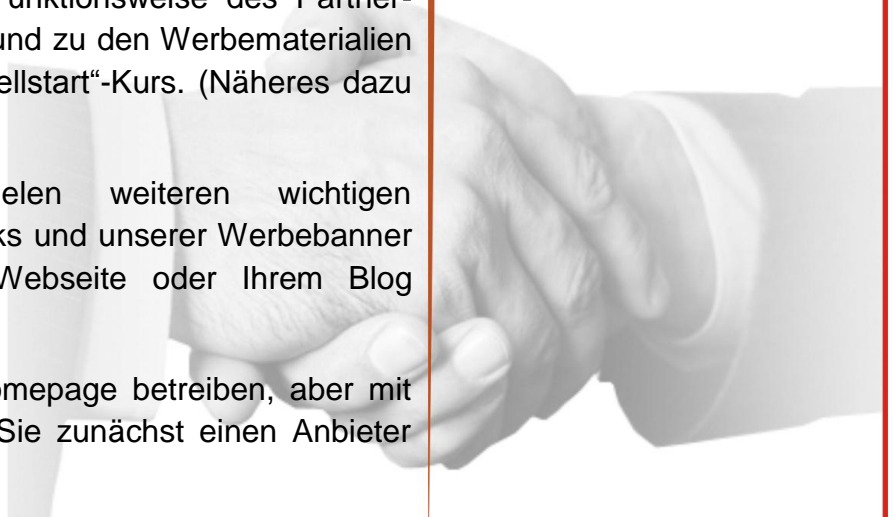 unktionsweise des Partner-
und zu den Werbematerialien
ellstart“-Kurs. (Näheres dazu
elen weiteren wichtigen
ks und unserer Werbebanner
Webseite oder Ihrem Blog
omepage betreiben, aber mit
Sie zunächst einen Anbieter